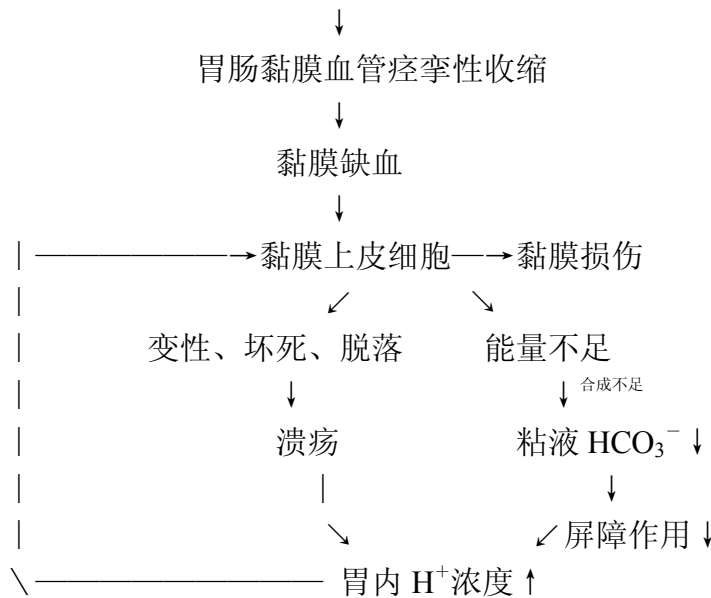 ↓
胃肠黏膜血管痉挛性收缩
↓
黏膜缺血
↓
| ——————→黏膜上皮细胞—→黏膜损伤
| ↙ ↘
| 变性、坏死、脱落 能量不足
| ↓ ↓ 合成不足
| 溃疡 粘液 HCO₃⁻ ↓
| | ↓
| ↘ ↙ 屏障作用↓
\ ————————— 胃内 H⁺浓度↑